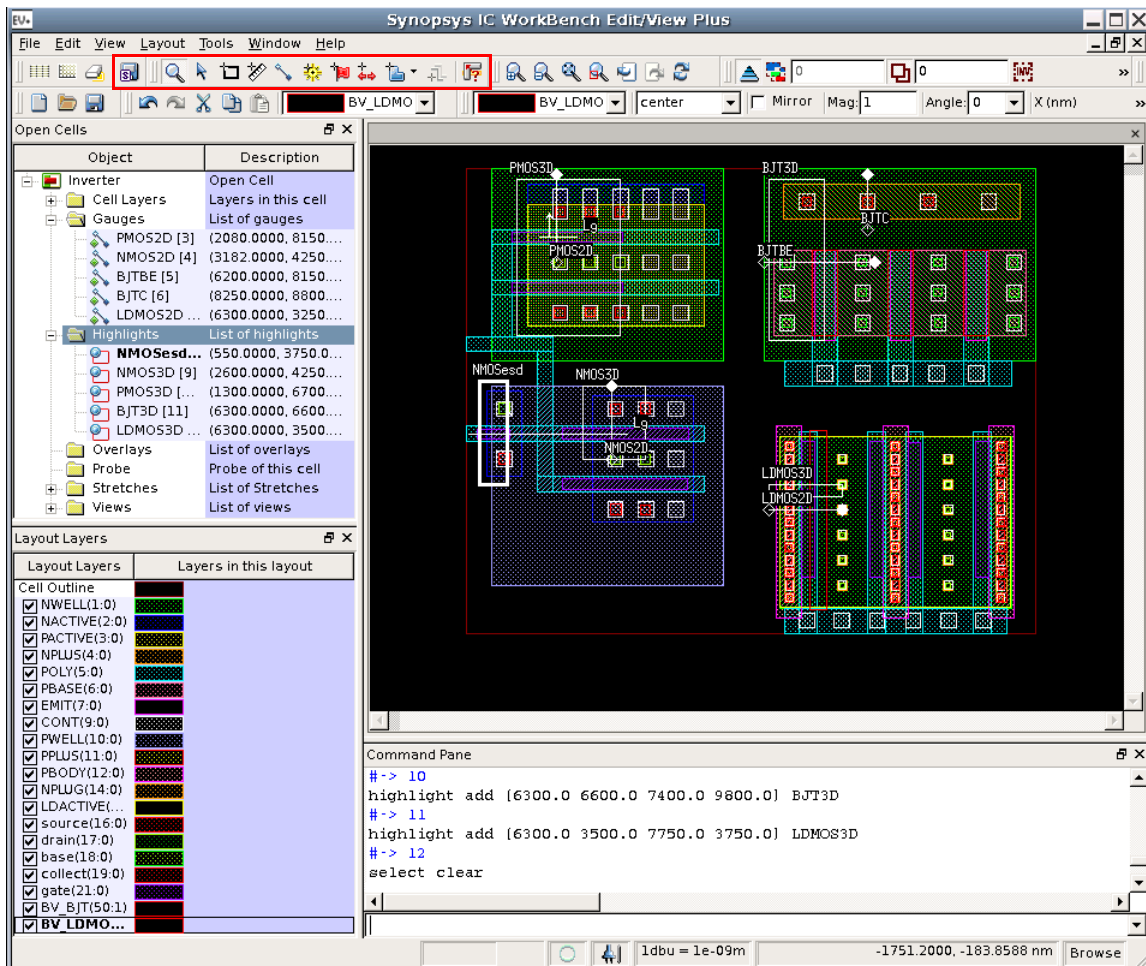 EV+ Synopsys IC WorkBench Edit/View Plus
File Edit View Layout Tools Window Help
0 0 INV »
BV_LDMO BV_LDMO center Mirror Mag: 1 Angle: 0 X (nm) »
Open Cells
Object Description
Inverter Open Cell
Cell Layers Layers in this cell
Gauges List of gauges
PMOS2D [3] (2080.0000, 8150....
NMOS2D [4] (3182.0000, 4250....
BJTBE [5] (6200.0000, 8150....
BJTC [6] (8250.0000, 8800....
LDMOS2D ... (6300.0000, 3250....
Highlights List of highlights
NMOSesd... (550.0000, 3750.0...
NMOS3D [9] (2600.0000, 4250....
PMOS3D [... (1300.0000, 6700....
BJT3D [11] (6300.0000, 6600....
LDMOS3D ... (6300.0000, 3500....
Overlays List of overlays
Probe Probe of this cell
Stretches List of Stretches
Views List of views
Layout Layers
Layout Layers Layers in this layout
Cell Outline
NWELL(1:0)
NACTIVE(2:0)
PACTIVE(3:0)
NPLUS(4:0)
POLY(5:0)
PBASE(6:0)
EMIT(7:0)
CONT(9:0)
PWELL(10:0)
PPLUS(11:0)
PBODY(12:0)
NPLUG(14:0)
LDACTIVE(...
source(16:0)
drain(17:0)
base(18:0)
collect(19:0)
gate(21:0)
BV_BJT(50:1)
BV_LDMO...
PMOS3D
Lg
PMOS2D
BJT3D
BJTC
BJTBE
NMOSesd
NMOS3D
Lg
NMOS2D
LDMOS3D
LDMOS2D
Command Pane
#-> 10
highlight add {6300.0 6600.0 7400.0 9800.0} BJT3D
#-> 11
highlight add {6300.0 3500.0 7750.0 3750.0} LDMOS3D
#-> 12
select clear
1dbu = 1e-09m -1751.2000, -183.8588 nm Browse